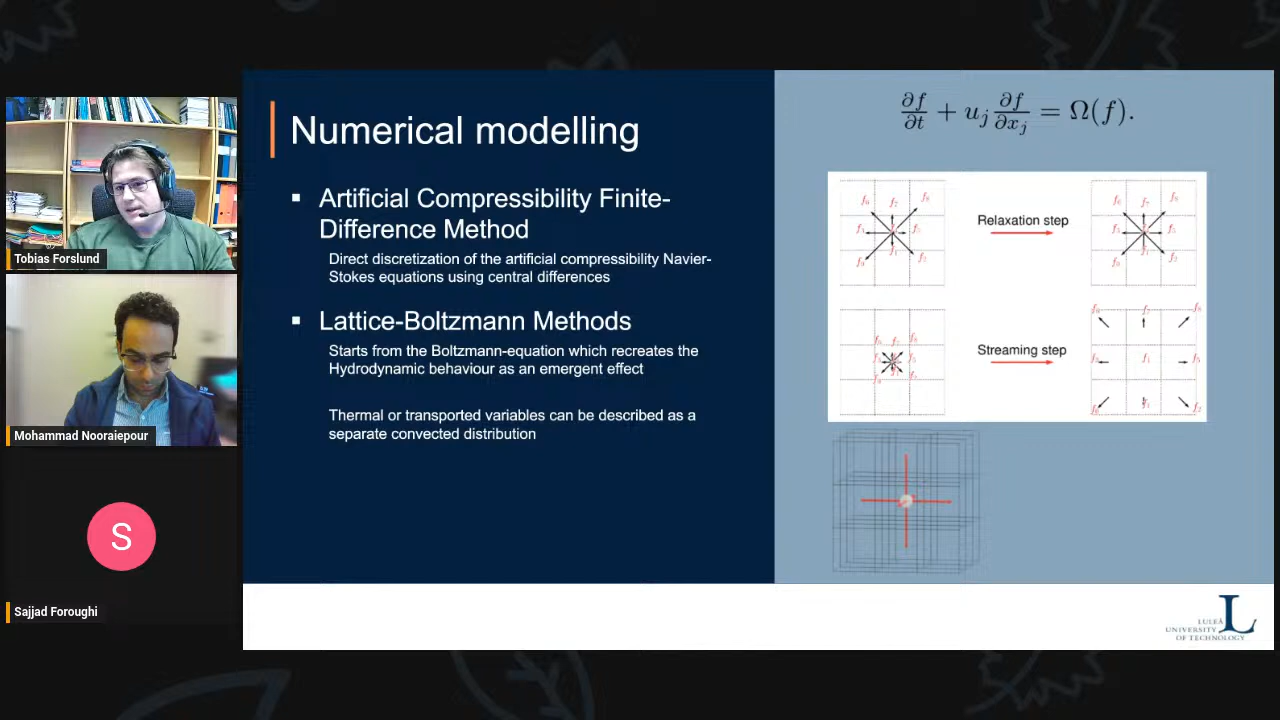 Tobias Forslund
Mohammad Nooraiepour
S
Sajjad Foroughi
Numerical modelling
▪ Artificial Compressibility Finite-
Difference Method
Direct discretization of the artificial compressibility Navier-
Stokes equations using central differences
▪ Lattice-Boltzmann Methods
Starts from the Boltzmann-equation which recreates the
Hydrodynamic behaviour as an emergent effect
Thermal or transported variables can be described as a
separate convected distribution
∂f/∂t + u_j ∂f/∂x_j = Ω(f).
Relaxation step
Streaming step
LULEÅ
UNIVERSITY
OF TECHNOLOGY
L